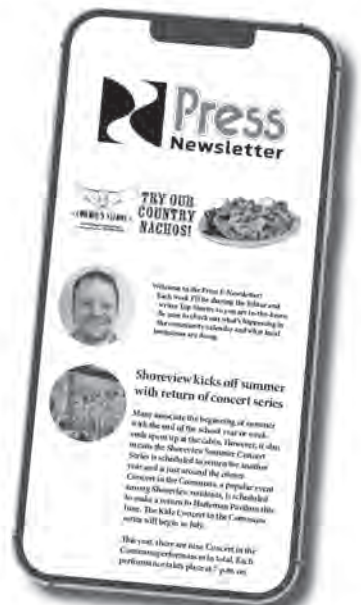 Press
Newsletter
TRY OUR
COUNTRY
NACHOS!
Welcome to the Press E-Newsletter!
Each week I'll be sharing the Editor and
writer Top Stories so you are in-the-know.
Be sure to check out what's happening in
the community calendar and what local
businesses are doing.
Shoreview kicks off summer
with return of concert series
Many associate the beginning of summer
with the end of the school year or week-
ends spent up at the cabin. However, it also
means the Shoreview Summer Concert
Series is scheduled to return for another
year and is just around the corner.
Concert in the Commons, a popular event
among Shoreview residents, is scheduled
to make a return to Haffeman Pavilion this
June. The Kids Concert in the Commons
series will begin in July.
This year, there are nine Concert in the
Commons performances in total. Each
performance takes place at 7 p.m. on